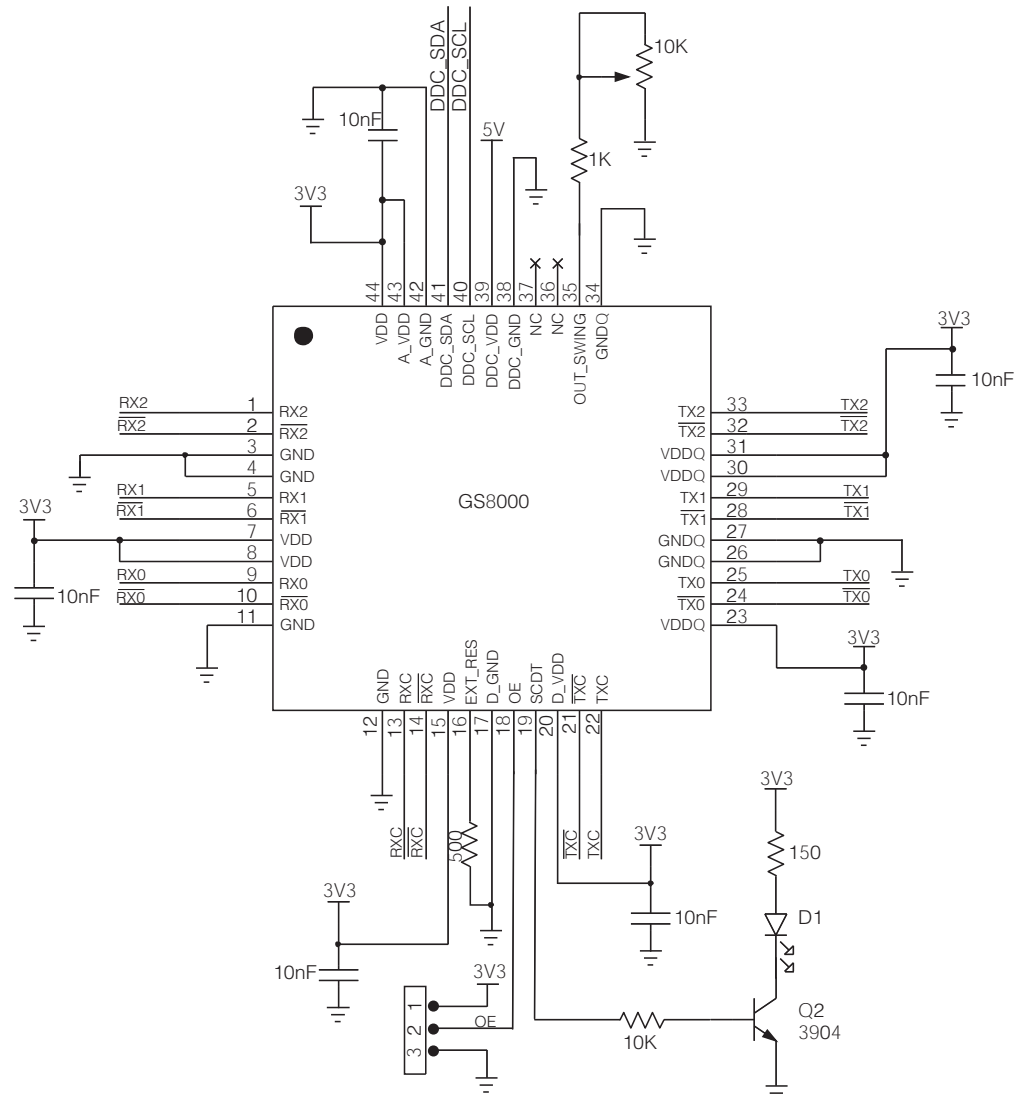 DDC_SDA
DDC_SCL
10K
10nF
5V
1K
3V3
44
43
42
41
40
39
38
37
36
35
34
VDD
A_VDD
A_GND
DDC_SDA
DDC_SCL
DDC_VDD
DDC_GND
NC
NC
OUT_SWING
GNDQ
3V3
10nF
RX2 1 RX2
RX2 2 RX2
3 GND
4 GND
RX1 5 RX1
RX1 6 RX1
3V3
7 VDD
8 VDD
RX0 9 RX0
10nF
RX0 10 RX0
11 GND
GS8000
TX2 33 TX2
TX2 32 TX2
VDDQ 31
VDDQ 30
TX1 29 TX1
TX1 28 TX1
GNDQ 27
GNDQ 26
TX0 25 TX0
TX0 24 TX0
VDDQ 23
3V3
10nF
GND
RXC
RXC
VDD
EXT_RES
D_GND
OE
SCDT
D_VDD
TXC
TXC
12
13
14
15
16
17
18
19
20
21
22
RXC
RXC
500
TXC
TXC
3V3
10nF
3V3
150
D1
3V3
10nF
3V3
1
2
3
OE
10K
Q2
3904